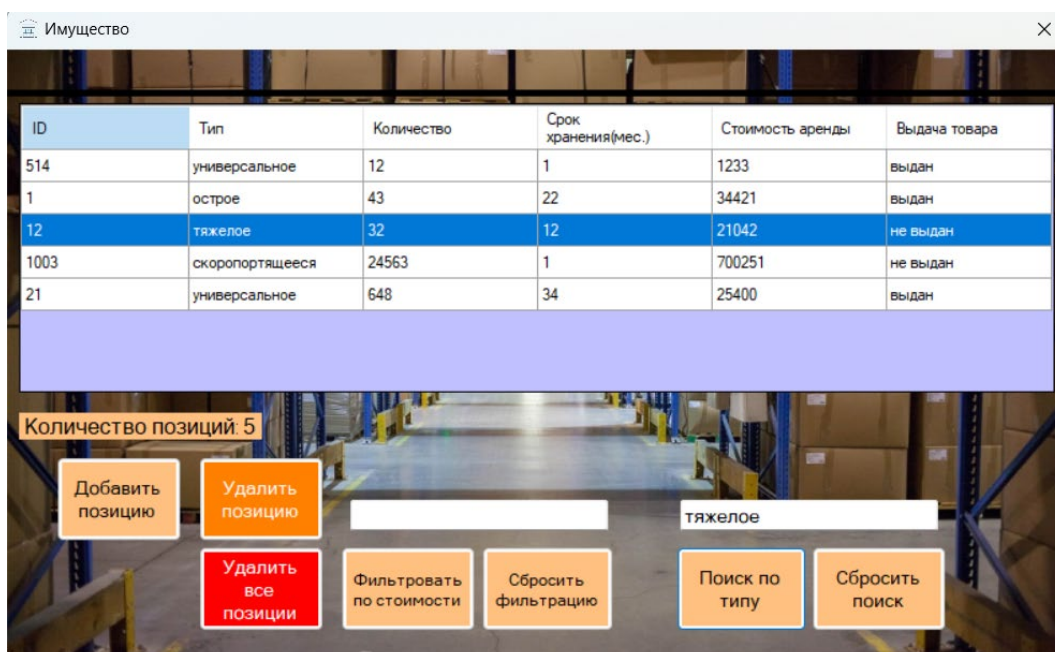 Имущество
ID Тип Количество Срок хранения(мес.) Стоимость аренды Выдача товара
514 универсальное 12 1 1233 выдан
1 острое 43 22 34421 выдан
12 тяжелое 32 12 21042 не выдан
1003 скоропортящееся 24563 1 700251 не выдан
21 универсальное 648 34 25400 выдан
Количество позиций: 5
Добавить позицию
Удалить позицию
тяжелое
Удалить все позиции
Фильтровать по стоимости
Сбросить фильтрацию
Поиск по типу
Сбросить поиск